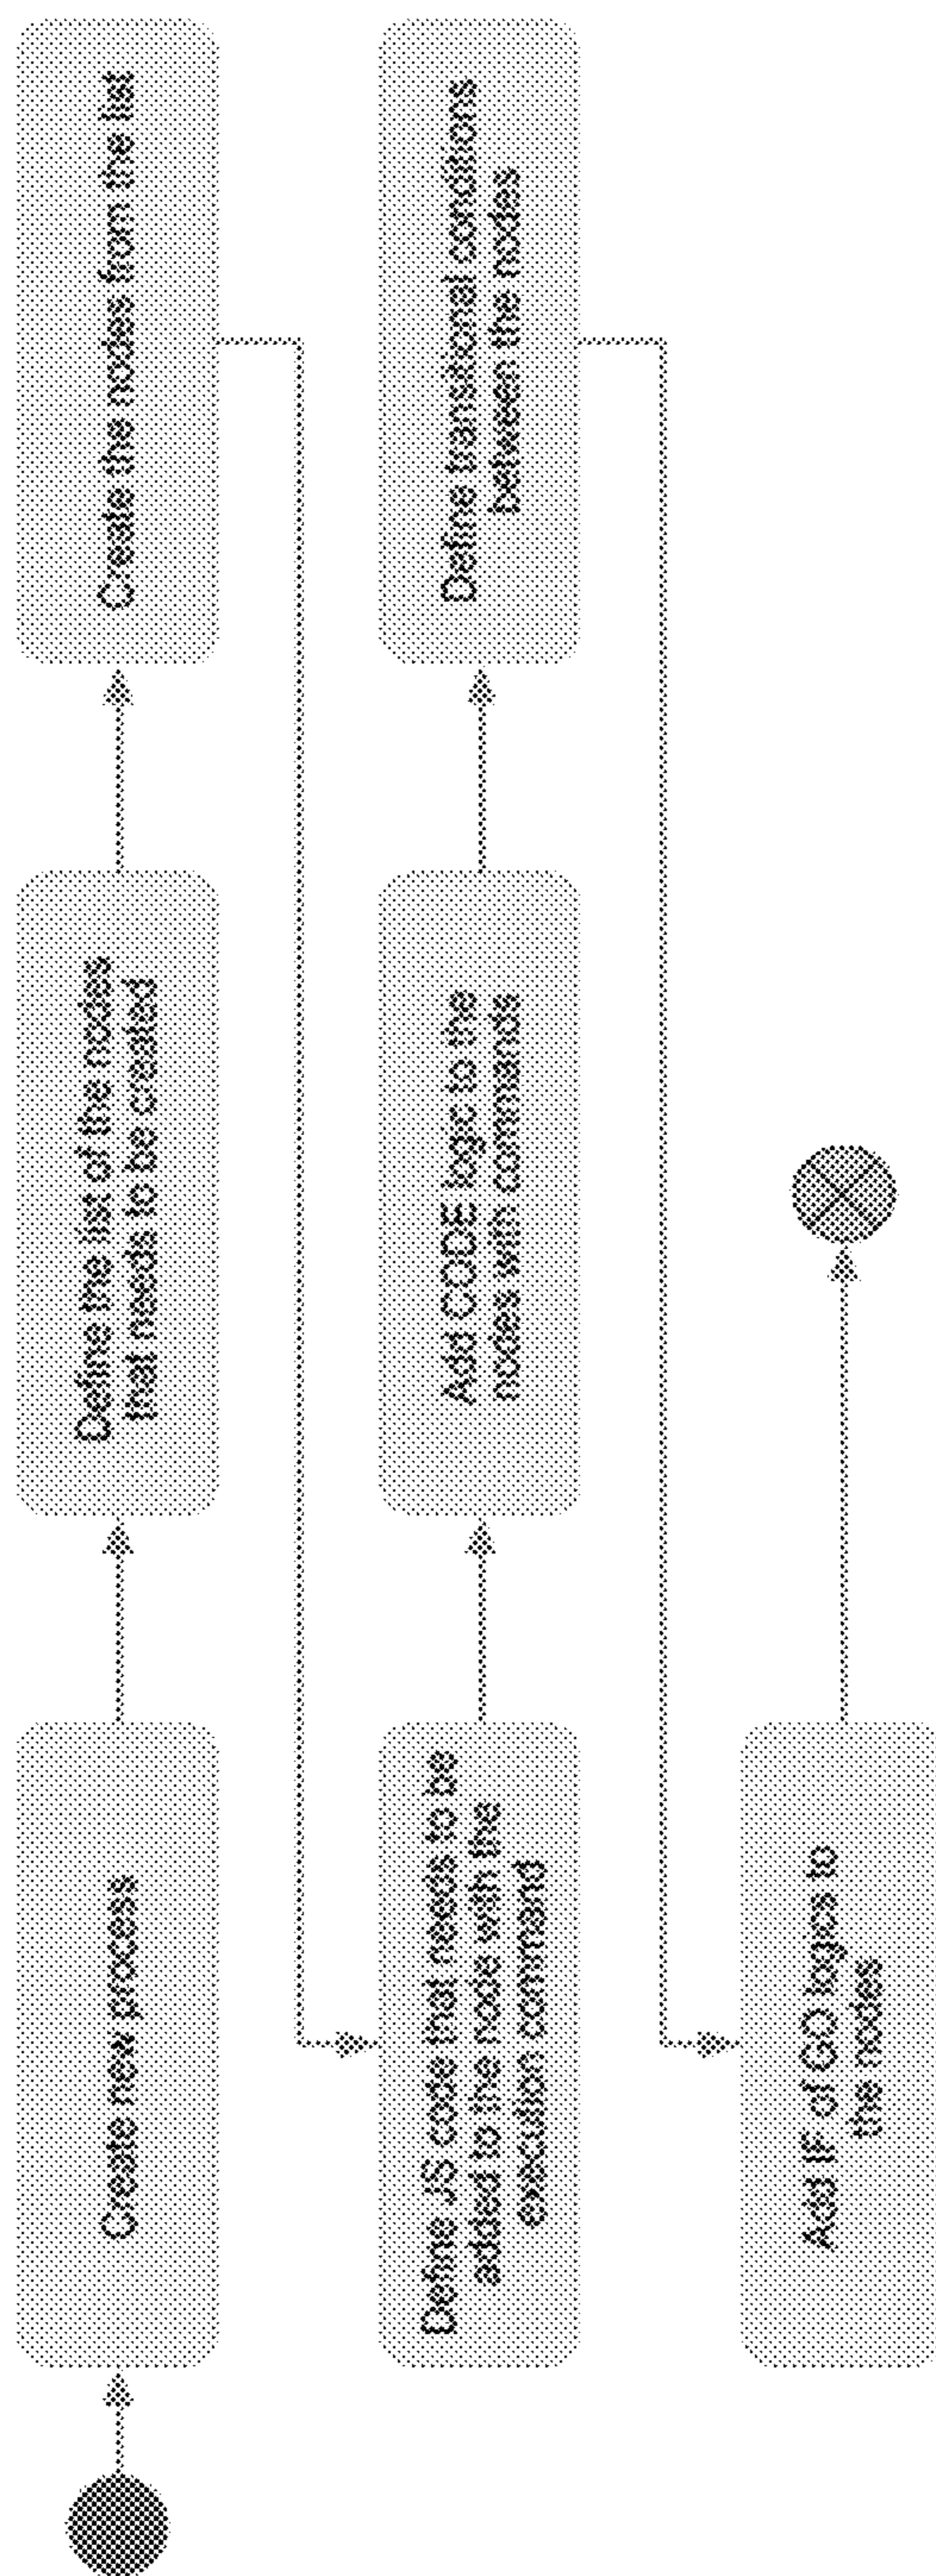 Create new process
Define the list of the nodes
that needs to be created
Create the nodes from the list
Define JS code that needs to be
added to the node with the
execution command
Add CODE logic to the
nodes with commands
Define transitional conditions
between the nodes
Add IF of GO logics to
the nodes